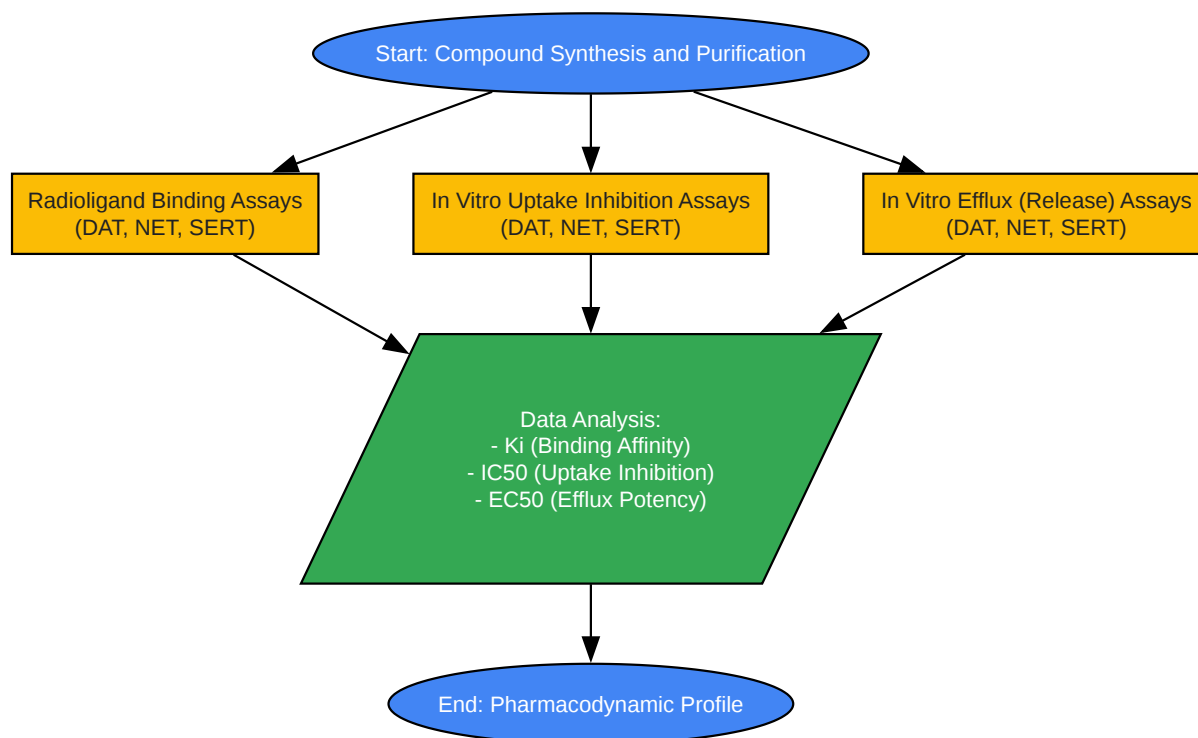 Start: Compound Synthesis and Purification
Radioligand Binding Assays
(DAT, NET, SERT)
In Vitro Uptake Inhibition Assays
(DAT, NET, SERT)
In Vitro Efflux (Release) Assays
(DAT, NET, SERT)
Data Analysis:
- Ki (Binding Affinity)
- IC50 (Uptake Inhibition)
- EC50 (Efflux Potency)
End: Pharmacodynamic Profile